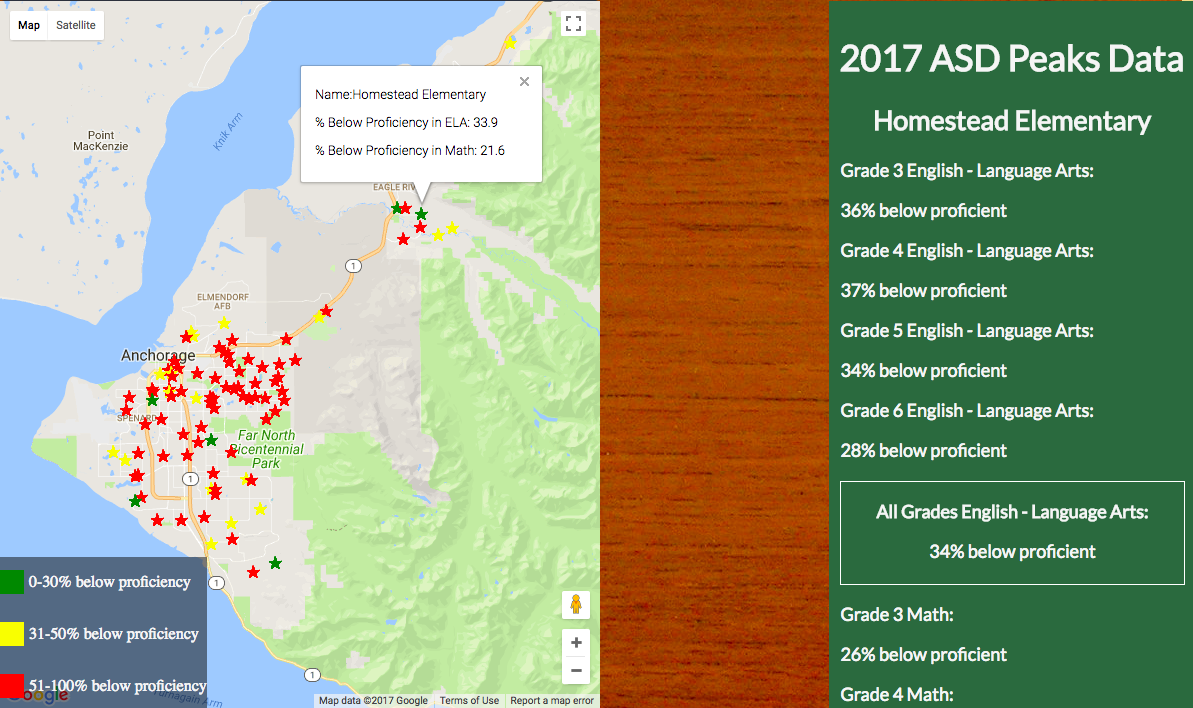 Map
Satellite
Name:Homestead Elementary
% Below Proficiency in ELA: 33.9
% Below Proficiency in Math: 21.6
Point
MacKenzie
Knik Arm
EAGLE RIV
1
ELMENDORF
AFB
Anchorage
SPENARD
Far North
Bicentennial
Park
1
1
1
0-30% below proficiency
31-50% below proficiency
51-100% below proficiency
Google
Turnagain Arm
Map data ©2017 Google
Terms of Use
Report a map error
2017 ASD Peaks Data
Homestead Elementary
Grade 3 English - Language Arts:
36% below proficient
Grade 4 English - Language Arts:
37% below proficient
Grade 5 English - Language Arts:
34% below proficient
Grade 6 English - Language Arts:
28% below proficient
All Grades English - Language Arts:
34% below proficient
Grade 3 Math:
26% below proficient
Grade 4 Math: